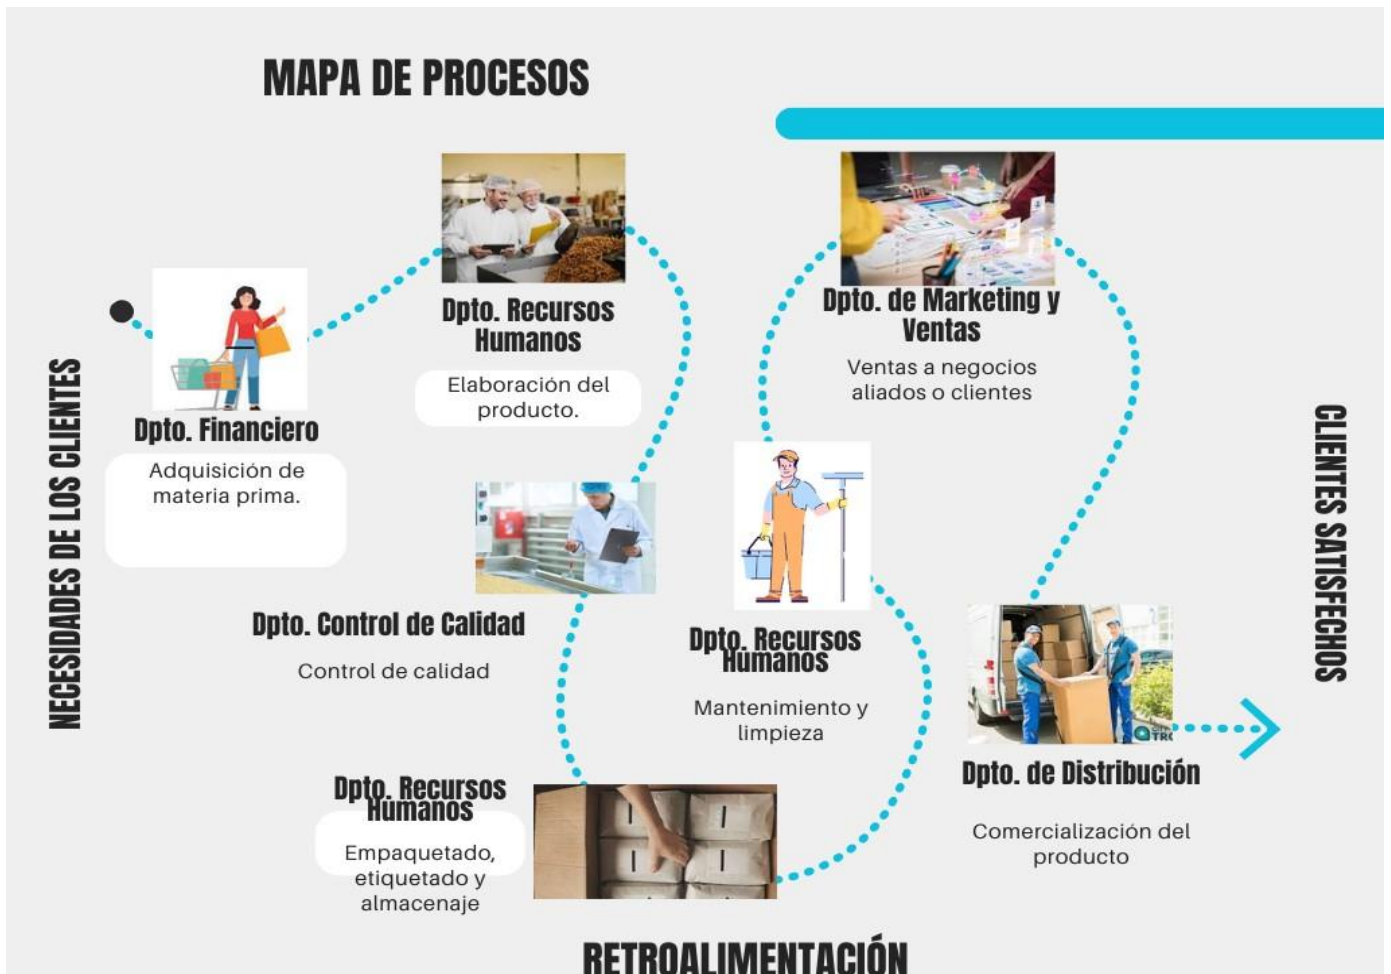 MAPA DE PROCESOS
NECESIDADES DE LOS CLIENTES
Dpto. Financiero
Adquisición de
materia prima.
Dpto. Recursos
Humanos
Elaboración del
producto.
Dpto. Control de Calidad
Control de calidad
Dpto. Recursos
Humanos
Empaquetado,
etiquetado y
almacenaje
Dpto. Recursos
Humanos
Mantenimiento y
limpieza
Dpto. de Marketing y
Ventas
Ventas a negocios
aliados o clientes
Dpto. de Distribución
Comercialización del
producto
CLIENTES SATISFECHOS
RETROALIMENTACIÓN